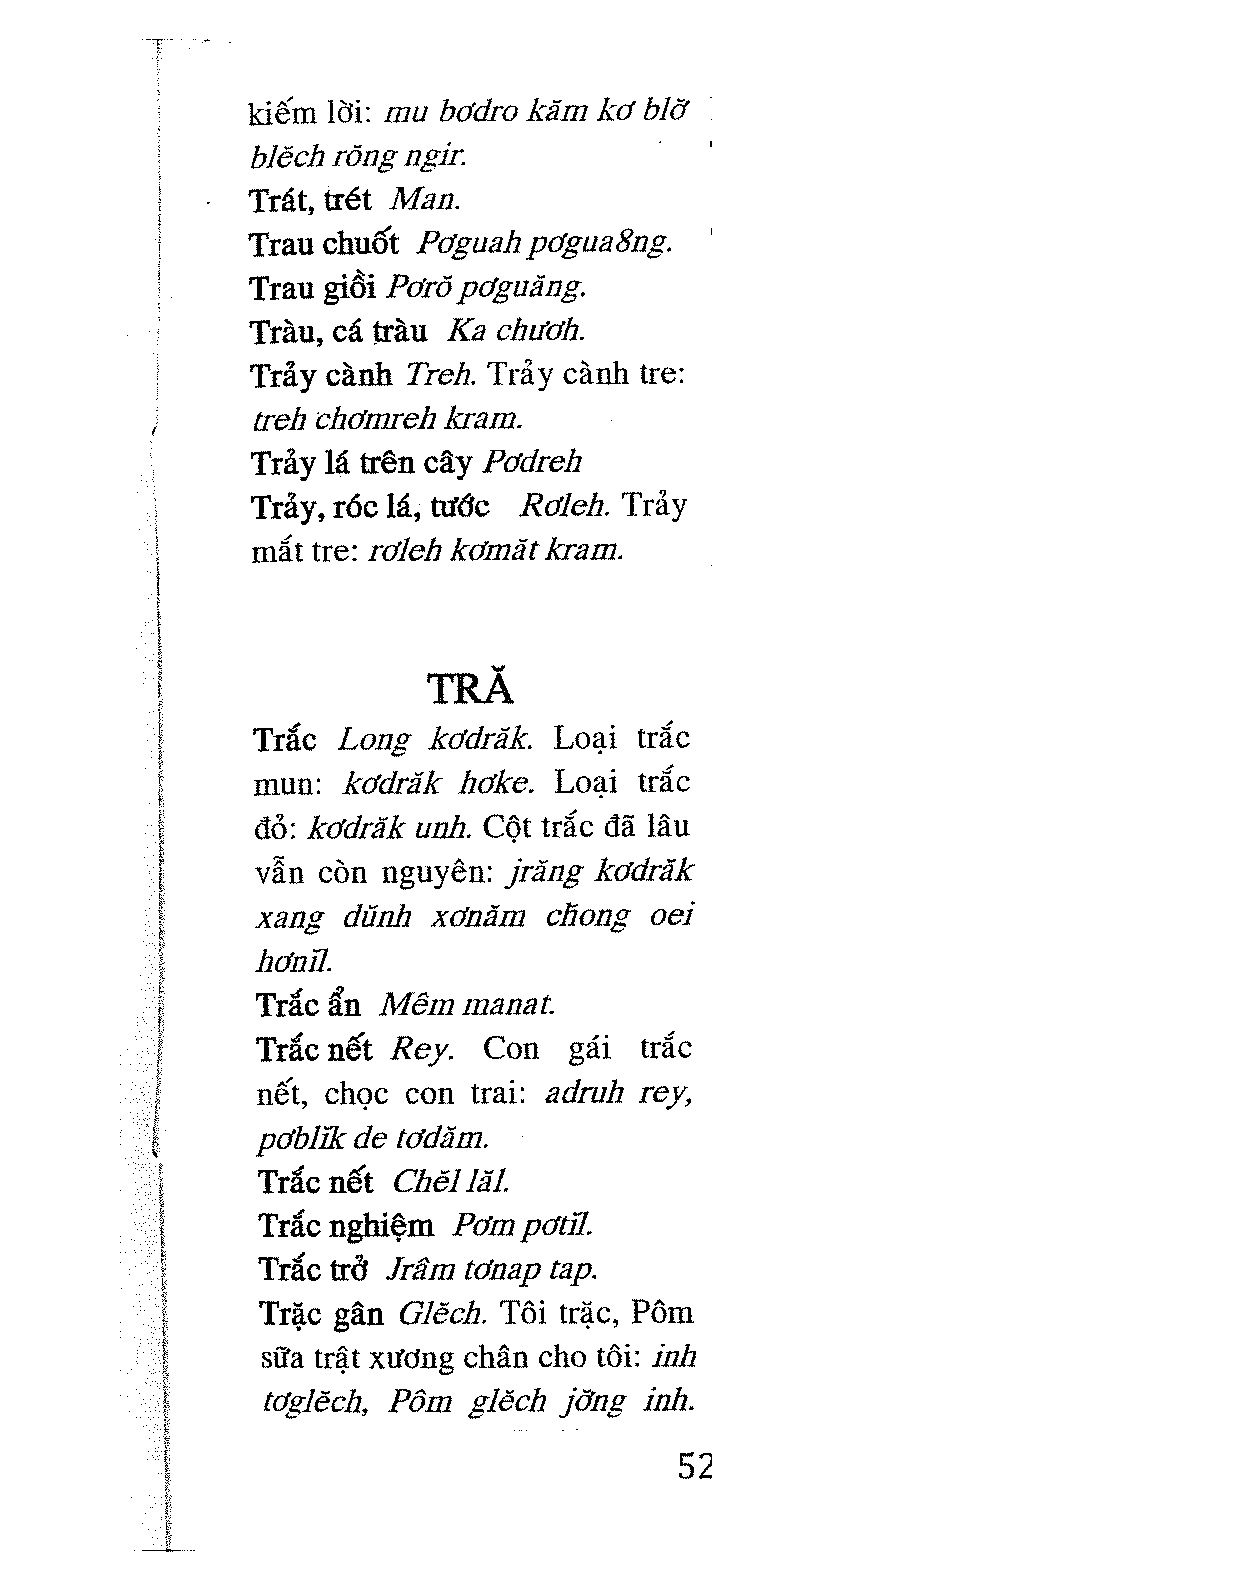 kiếm lời: mu bơdro kăm kơ blơ̆
blĕch rŏng ngir.
Trát, trét Man.
Trau chuốt Pơguah pơgua8ng.
Trau giồi Pơrŏ pơguăng.
Tràu, cá tràu Ka chươh.
Trảy cành Treh. Trảy cành tre:
treh chơmreh kram.
Trảy lá trên cây Pơdreh
Trảy, róc lá, tước Rơleh. Trảy
mắt tre: rơleh kơmăt kram.
TRĂ
Trắc Long kơdrăk. Loại trắc
mun: kơdrăk hơke. Loại trắc
đỏ: kơdrăk unh. Cột trắc đã lâu
vẫn còn nguyên: jrăng kơdrăk
xang dŭnh xơnăm chŏng oei
hơnĭl.
Trắc ẩn Mêm manat.
Trắc nết Rey. Con gái trắc
nết, chọc con trai: adruh rey,
pơblĭk de tơdăm.
Trắc nết Chĕl lăl.
Trắc nghiệm Pơm pơtĭl.
Trắc trở Jrâm tơnap tap.
Trặc gân Glĕch. Tôi trặc, Pôm
sữa trật xương chân cho tôi: inh
tơglĕch, Pôm glĕch jơ̆ng inh.
52